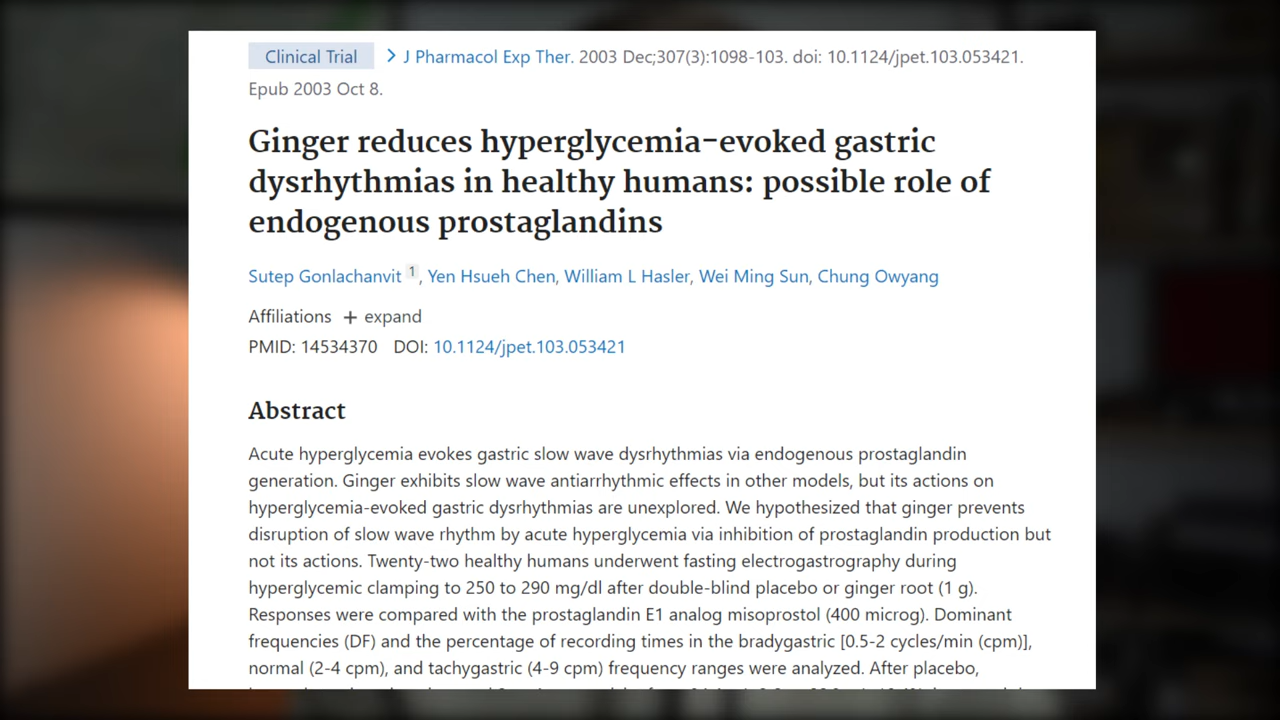 Clinical Trial > J Pharmacol Exp Ther. 2003 Dec;307(3):1098-103. doi: 10.1124/jpet.103.053421.
Epub 2003 Oct 8.
Ginger reduces hyperglycemia-evoked gastric
dysrhythmias in healthy humans: possible role of
endogenous prostaglandins
Sutep Gonlachanvit 1, Yen Hsueh Chen, William L Hasler, Wei Ming Sun, Chung Owyang
Affiliations + expand
PMID: 14534370 DOI: 10.1124/jpet.103.053421
Abstract
Acute hyperglycemia evokes gastric slow wave dysrhythmias via endogenous prostaglandin
generation. Ginger exhibits slow wave antiarrhythmic effects in other models, but its actions on
hyperglycemia-evoked gastric dysrhythmias are unexplored. We hypothesized that ginger prevents
disruption of slow wave rhythm by acute hyperglycemia via inhibition of prostaglandin production but
not its actions. Twenty-two healthy humans underwent fasting electrogastrography during
hyperglycemic clamping to 250 to 290 mg/dl after double-blind placebo or ginger root (1 g).
Responses were compared with the prostaglandin E1 analog misoprostol (400 microg). Dominant
frequencies (DF) and the percentage of recording times in the bradygastric [0.5-2 cycles/min (cpm)],
normal (2-4 cpm), and tachygastric (4-9 cpm) frequency ranges were analyzed. After placebo,